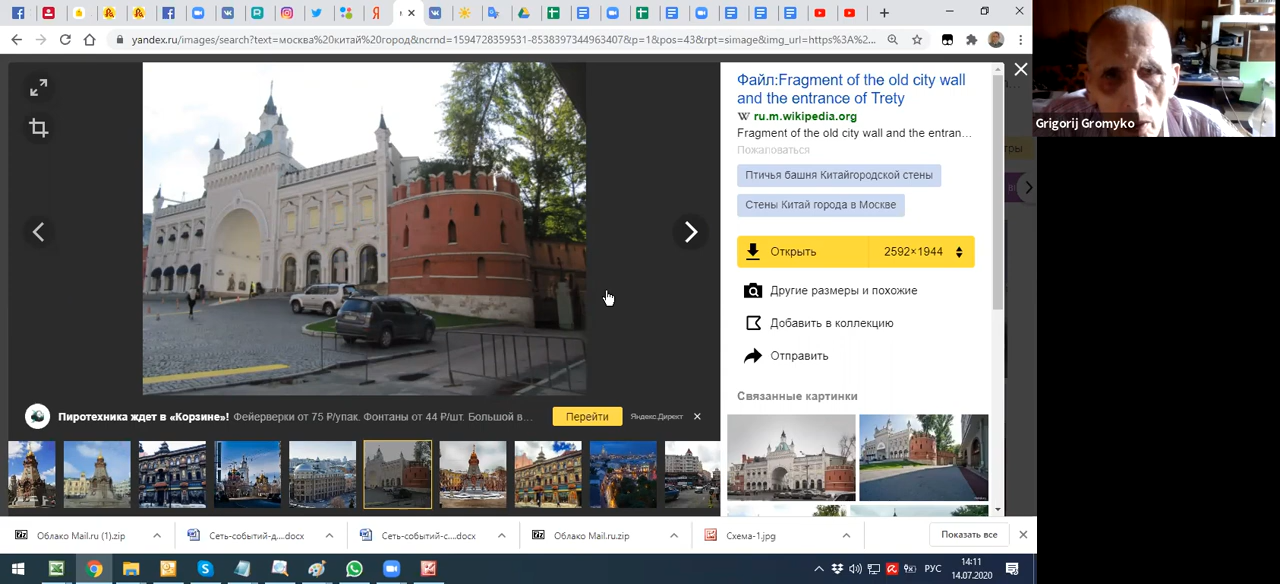 yandex.ru/images/search?text=москва%20китай%20город&ncrnd=1594728359531-8538397344963407&p=1&pos=43&rpt=simage&img_url=https%3A%2...
Файл:Fragment of the old city wall
and the entrance of Trety
W ru.m.wikipedia.org
Fragment of the old city wall and the entran...
Пожаловаться
Птичья башня Китайгородской стены
Стены Китай города в Москве
Открыть 2592×1944
Другие размеры и похожие
Добавить в коллекцию
Отправить
Связанные картинки
Grigorij Gromyko
тры
Пиротехника ждет в «Корзине»! Фейерверки от 75 Р/упак. Фонтаны от 44 Р/шт. Большой в... Перейти Яндекс.Директ
Облако Mail.ru (1).zip Сеть-событий-д....docx Сеть-событий-с....docx Облако Mail.ru.zip Схема-1.jpg Показать все
РУС
14:11
14.07.2020